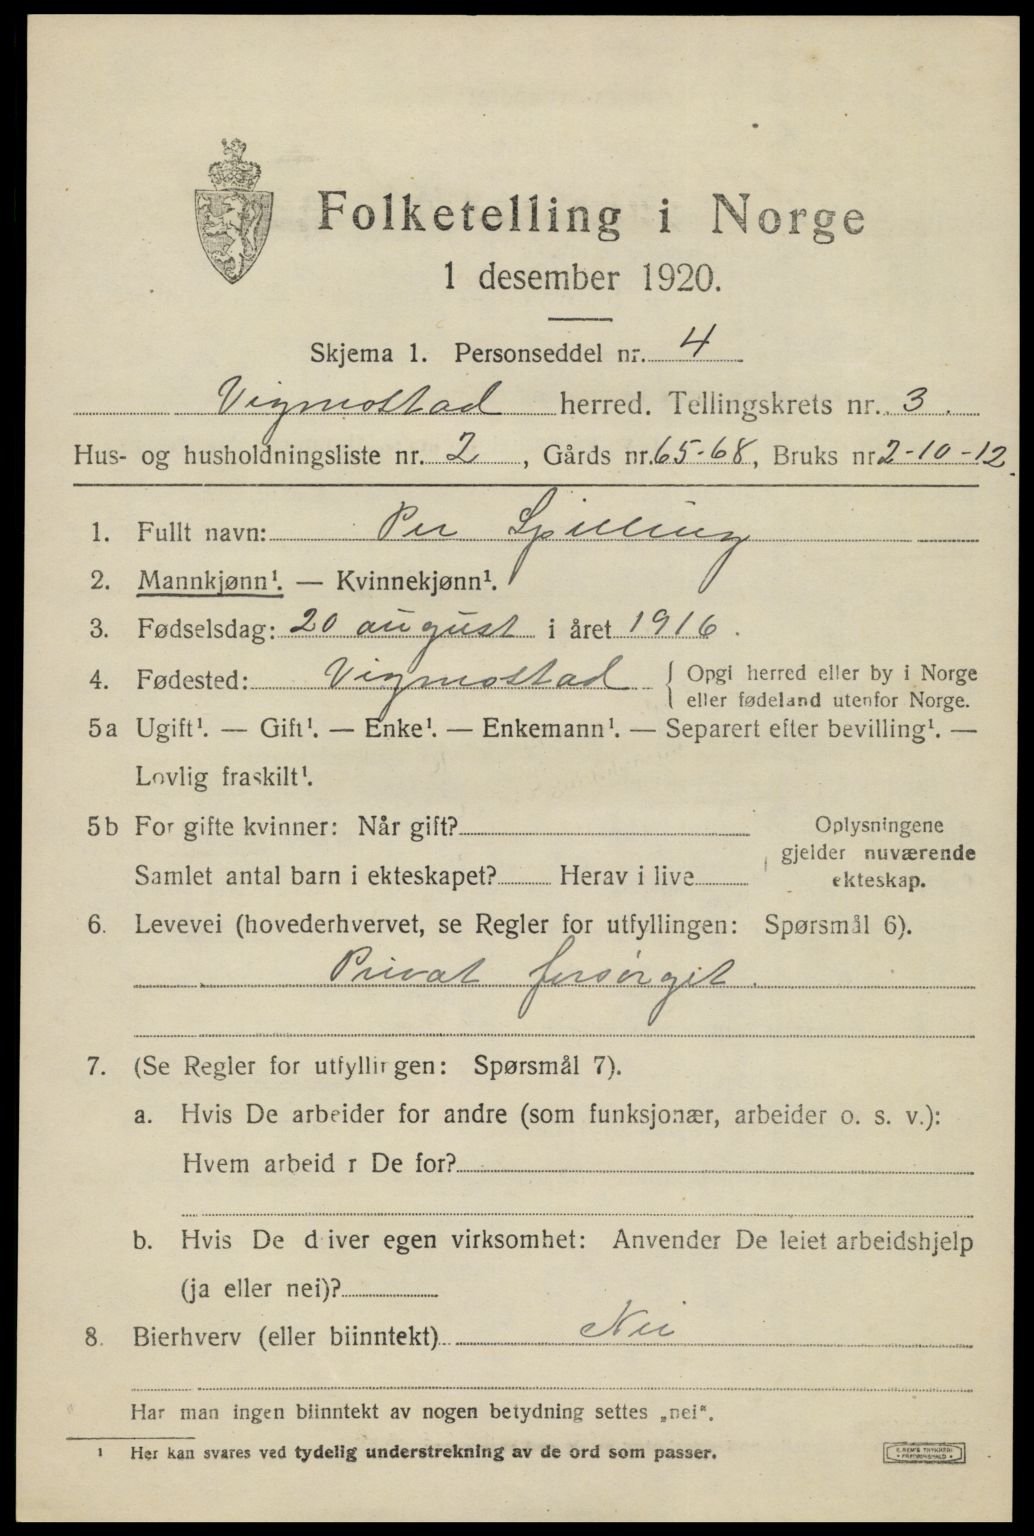 Folketelling i Norge
1 desember 1920.
Skjema 1. Personseddel nr. 4
Vigmostad herred. Tellingskrets nr. 3.
Hus- og husholdningsliste nr. 2, Gårds nr. 65-68, Bruks nr 2-10-12.
1. Fullt navn: Per Spilling
2. Mannkjønn¹. — Kvinnekjønn¹.
3. Fødselsdag: 20 august i året 1916.
4. Fødested: Vigmostad { Opgi herred eller by i Norge
eller fødeland utenfor Norge.
5a Ugift¹. — Gift¹. — Enke¹. — Enkemann¹. — Separert efter bevilling¹. —
Lovlig fraskilt¹.
5b For gifte kvinner: Når gift?
Samlet antal barn i ekteskapet? Herav i live
Oplysningene
gjelder nuværende
ekteskap.
6. Levevei (hovederhvervet, se Regler for utfyllingen: Spørsmål 6).
Privat forsørget.
7. (Se Regler for utfyllingen: Spørsmål 7).
a. Hvis De arbeider for andre (som funksjonær, arbeider o. s. v.):
Hvem arbeid r De for?
b. Hvis De driver egen virksomhet: Anvender De leiet arbeidshjelp
(ja eller nei)?
8. Bierhverv (eller biinntekt) Nei
Har man ingen biinntekt av nogen betydning settes „nei“.
¹ Her kan svares ved tydelig understrekning av de ord som passer.